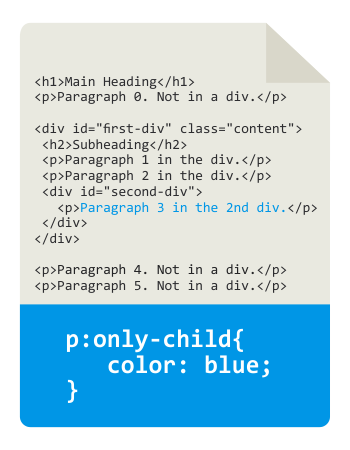 <h1>Main Heading</h1>
<p>Paragraph 0. Not in a div.</p>
<div id="first-div" class="content">
<h2>Subheading</h2>
<p>Paragraph 1 in the div.</p>
<p>Paragraph 2 in the div.</p>
<div id="second-div">
<p>Paragraph 3 in the 2nd div.</p>
</div>
</div>
<p>Paragraph 4. Not in a div.</p>
<p>Paragraph 5. Not in a div.</p>
p:only-child{
color: blue;
}